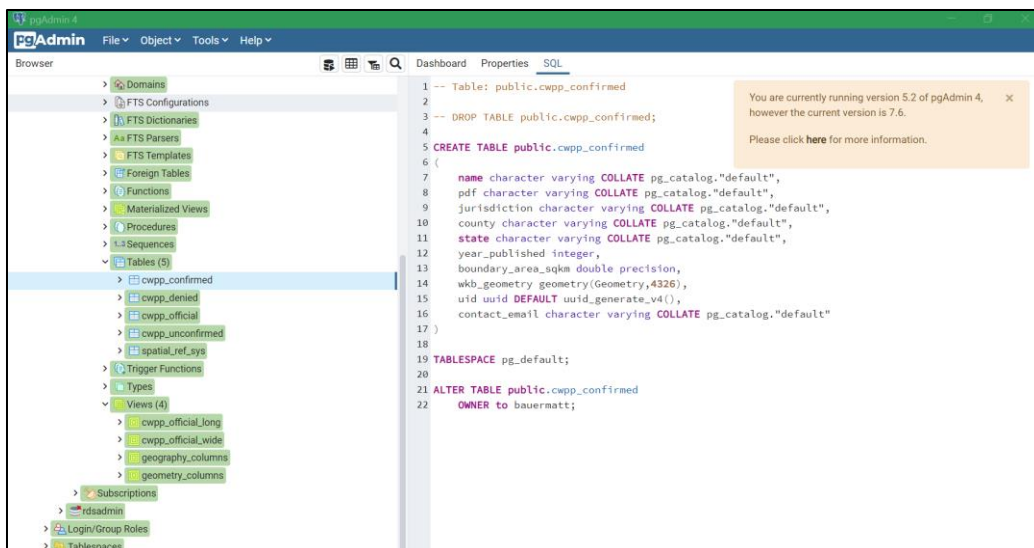 pgAdmin 4
pgAdmin File Object Tools Help
Browser
Dashboard Properties SQL
Domains
FTS Configurations
FTS Dictionaries
Aa FTS Parsers
FTS Templates
Foreign Tables
Functions
Materialized Views
Procedures
1..3 Sequences
Tables (5)
cwpp_confirmed
cwpp_denied
cwpp_official
cwpp_unconfirmed
spatial_ref_sys
Trigger Functions
Types
Views (4)
cwpp_official_long
cwpp_official_wide
geography_columns
geometry_columns
Subscriptions
rdsadmin
Login/Group Roles
Tablespaces
1 -- Table: public.cwpp_confirmed
2
3 -- DROP TABLE public.cwpp_confirmed;
4
5 CREATE TABLE public.cwpp_confirmed
6 (
7 name character varying COLLATE pg_catalog."default",
8 pdf character varying COLLATE pg_catalog."default",
9 jurisdiction character varying COLLATE pg_catalog."default",
10 county character varying COLLATE pg_catalog."default",
11 state character varying COLLATE pg_catalog."default",
12 year_published integer,
13 boundary_area_sqkm double precision,
14 wkb_geometry geometry(Geometry,4326),
15 uid uuid DEFAULT uuid_generate_v4(),
16 contact_email character varying COLLATE pg_catalog."default"
17 )
18
19 TABLESPACE pg_default;
20
21 ALTER TABLE public.cwpp_confirmed
22 OWNER to bauermatt;
You are currently running version 5.2 of pgAdmin 4,
however the current version is 7.6.
Please click here for more information.